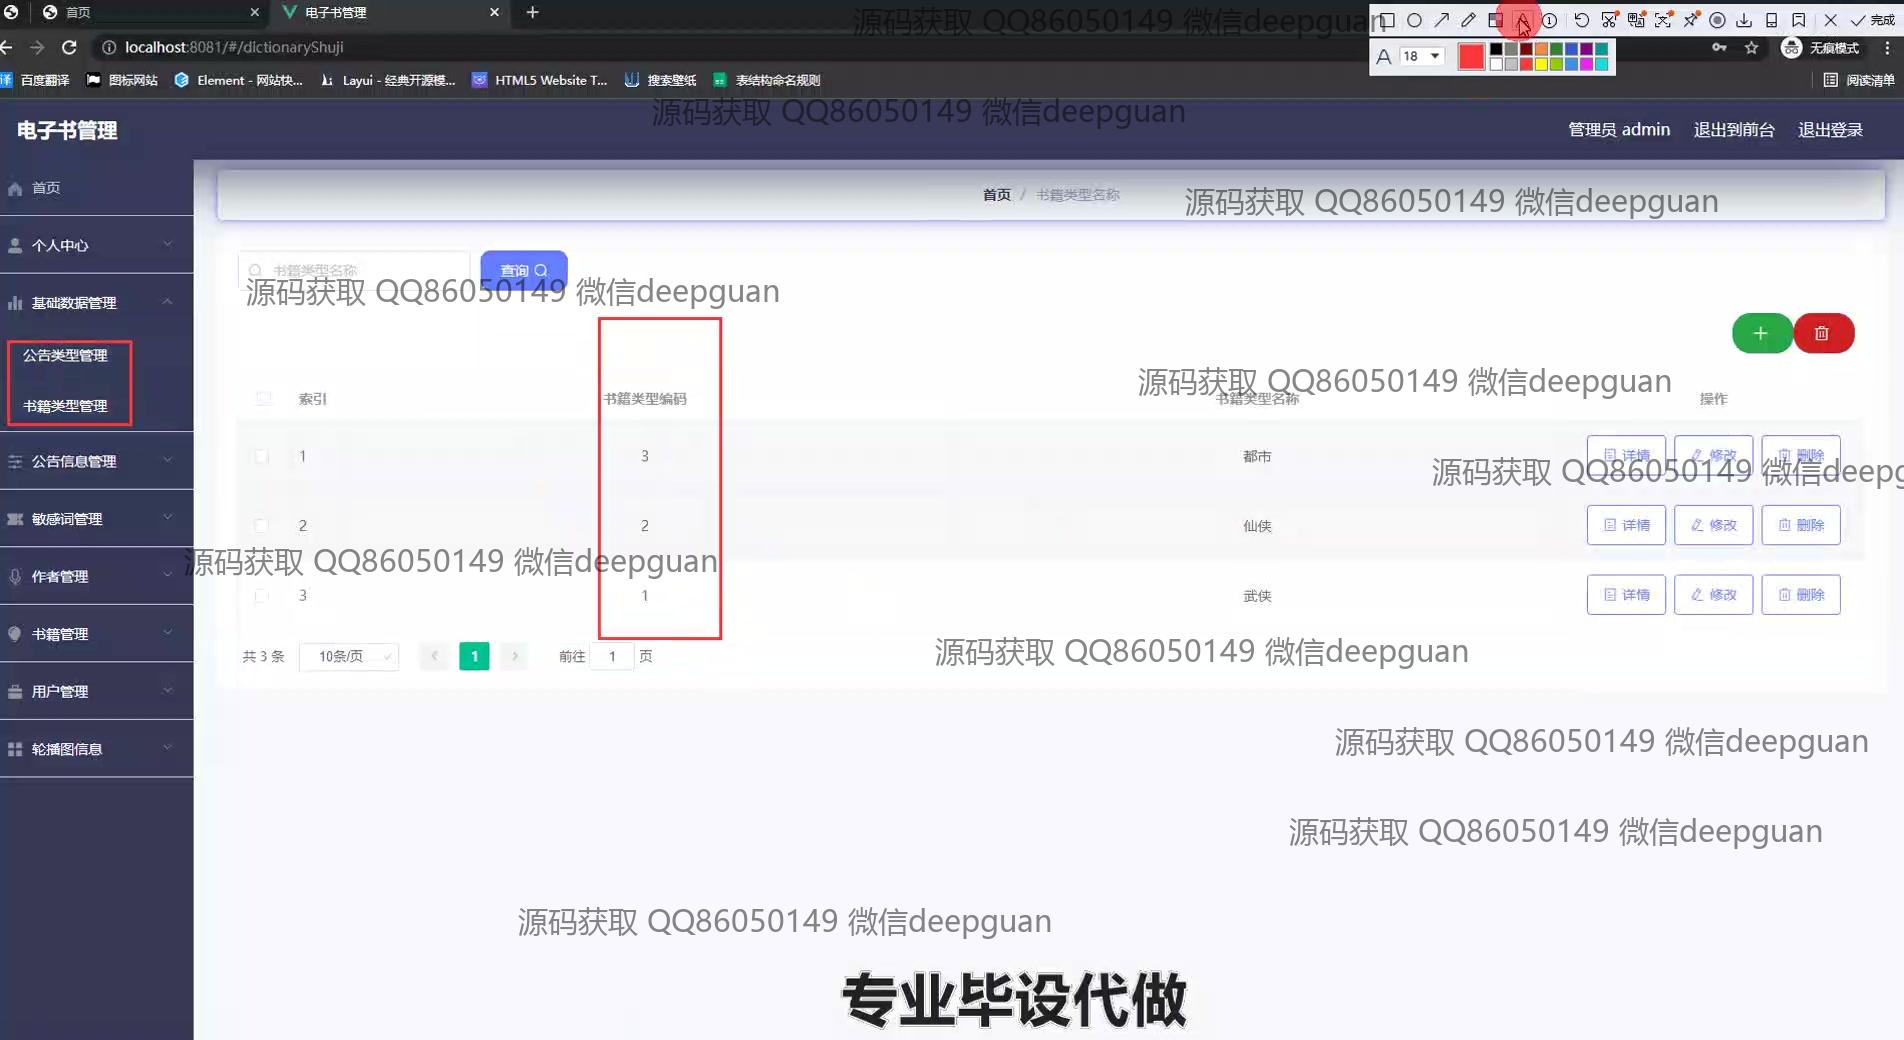 首页
电子书管理
localhost:8081/#/dictionaryShuji
无痕模式
完成
A 18
译 百度翻译 图标网站 Element - 网站快... Layui - 经典开源模... HTML5 Website T... 搜索壁纸 表结构命名规则 阅读清单
源码获取 QQ86050149 微信deepguan
源码获取 QQ86050149 微信deepguan
电子书管理
管理员 admin 退出到前台 退出登录
首页
个人中心
基础数据管理
公告类型管理
书籍类型管理
公告信息管理
敏感词管理
作者管理
书籍管理
用户管理
轮播图信息
首页 / 书籍类型名称
源码获取 QQ86050149 微信deepguan
书籍类型名称 查询
源码获取 QQ86050149 微信deepguan
源码获取 QQ86050149 微信deepguan
索引 书籍类型编码 书籍类型名称 操作
1 3 都市 详情 修改 删除
源码获取 QQ86050149 微信deepg
2 2 仙侠 详情 修改 删除
源码获取 QQ86050149 微信deepguan
3 1 武侠 详情 修改 删除
共 3 条 10条/页 1 前往 1 页
源码获取 QQ86050149 微信deepguan
源码获取 QQ86050149 微信deepguan
源码获取 QQ86050149 微信deepguan
源码获取 QQ86050149 微信deepguan
专业毕设代做